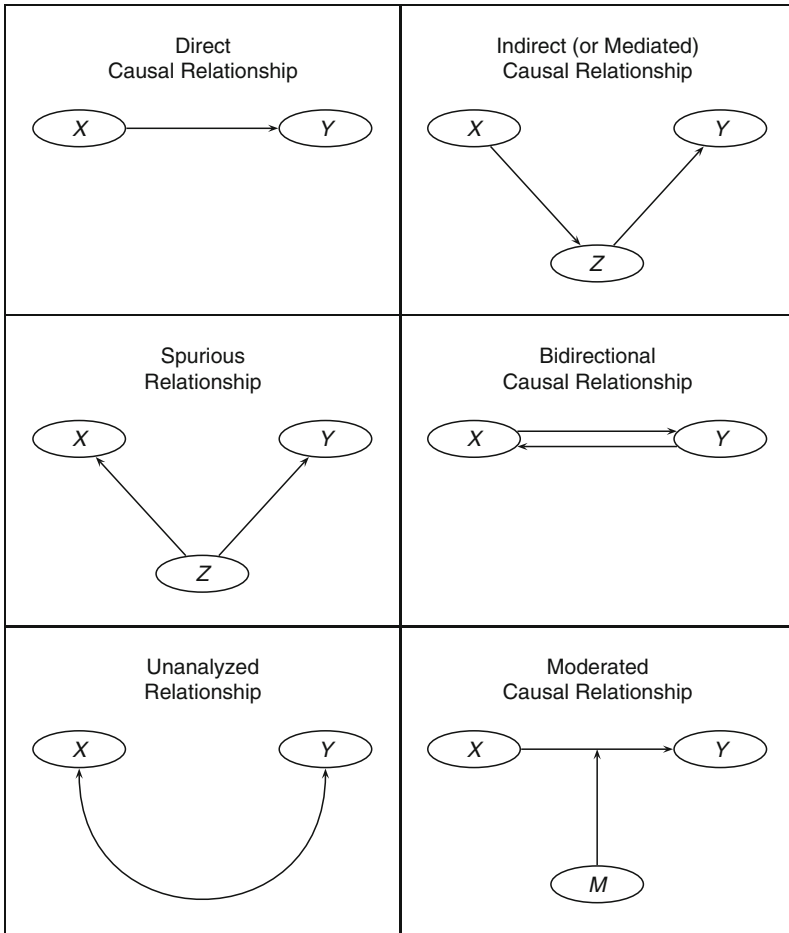 Direct
Causal Relationship
X
Y
Indirect (or Mediated)
Causal Relationship
X
Y
Z
Spurious
Relationship
X
Y
Z
Bidirectional
Causal Relationship
X
Y
Unanalyzed
Relationship
X
Y
Moderated
Causal Relationship
X
Y
M